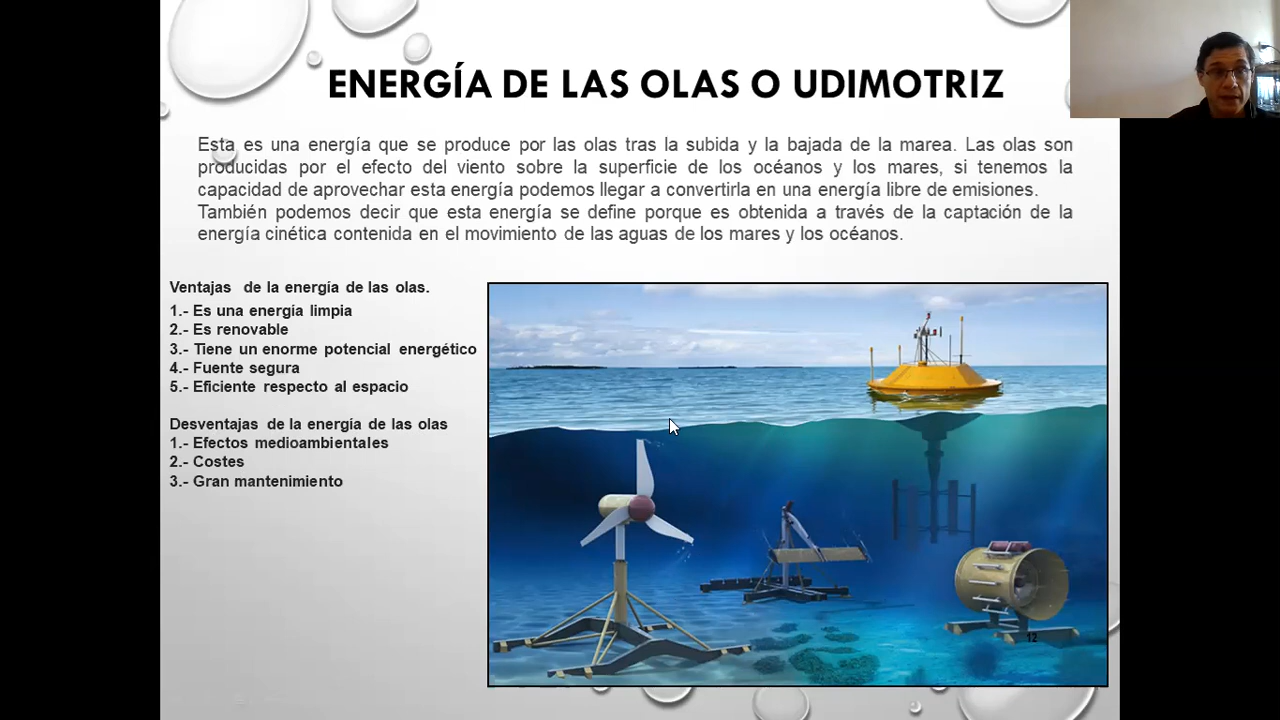 ENERGÍA DE LAS OLAS O UDIMOTRIZ
Esta es una energía que se produce por las olas tras la subida y la bajada de la marea. Las olas son
producidas por el efecto del viento sobre la superficie de los océanos y los mares, si tenemos la
capacidad de aprovechar esta energía podemos llegar a convertirla en una energía libre de emisiones.
También podemos decir que esta energía se define porque es obtenida a través de la captación de la
energía cinética contenida en el movimiento de las aguas de los mares y los océanos.
Ventajas de la energía de las olas.
1.- Es una energía limpia
2.- Es renovable
3.- Tiene un enorme potencial energético
4.- Fuente segura
5.- Eficiente respecto al espacio
Desventajas de la energía de las olas
1.- Efectos medioambientales
2.- Costes
3.- Gran mantenimiento
12